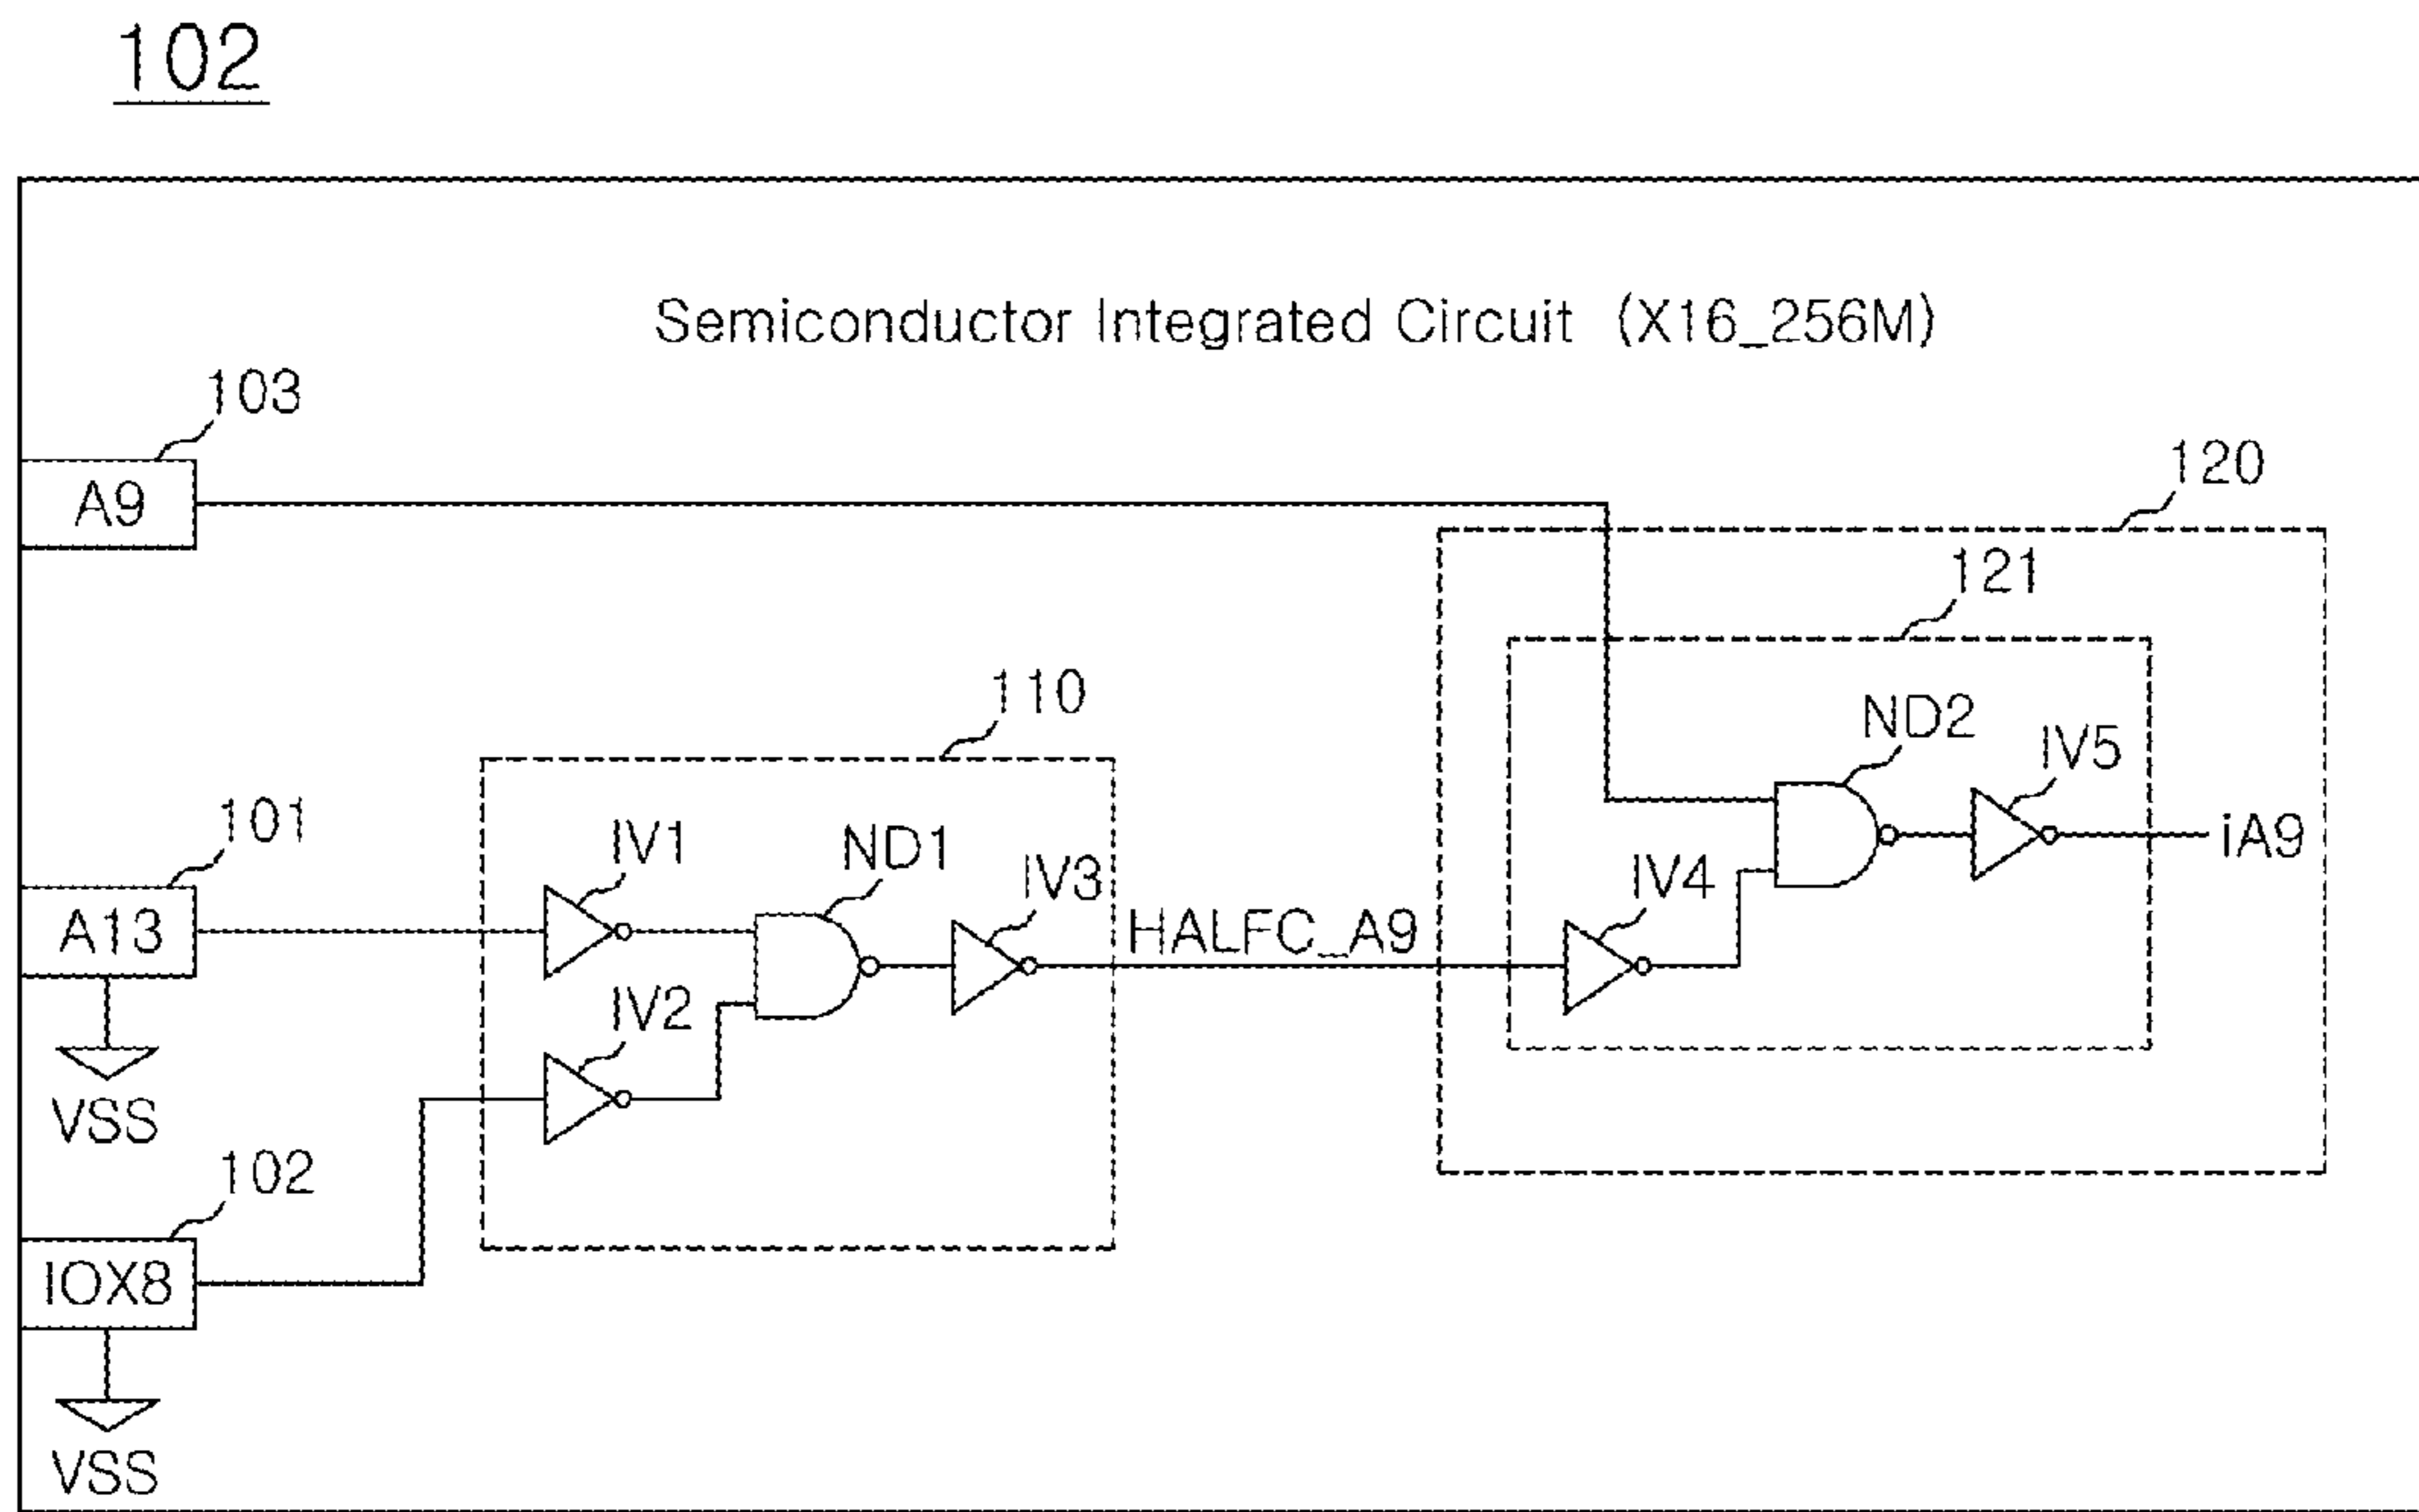 102
Semiconductor Integrated Circuit (X16_256M)
103
A9
120
121
110
ND2
IV5
101
IV1
ND1
IV3
iA9
IV4
A13
HALFC_A9
IV2
VSS
102
IOX8
VSS